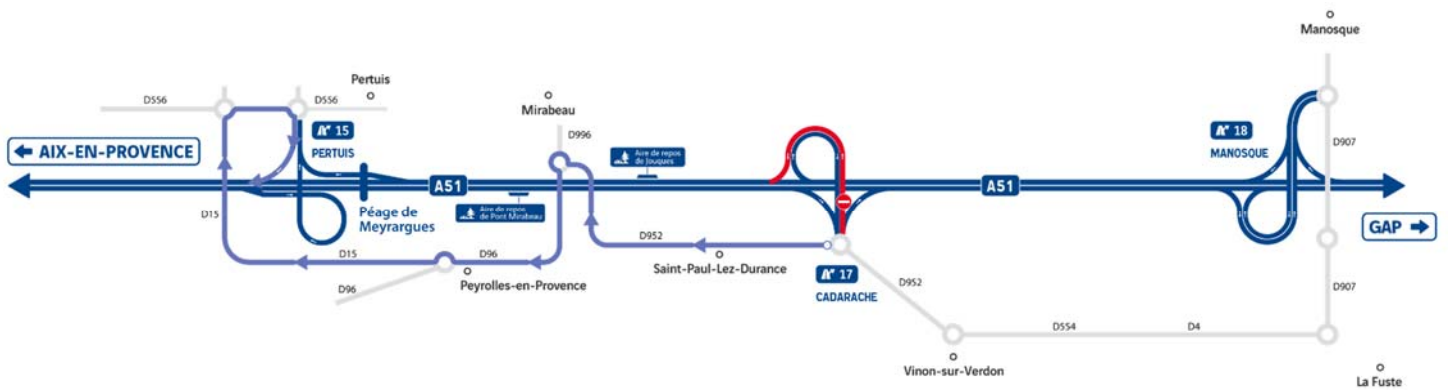 Manosque
Pertuis
D556
D556
Mirabeau
15
PERTUIS
D996
18
MANOSQUE
D907
AIX-EN-PROVENCE
Aire de repos
de Jouques
A51
A51
Aire de repos
de Pont Mirabeau
Péage de
Meyrargues
D15
GAP
D952
D15
D96
Saint-Paul-Lez-Durance
17
CADARACHE
D952
D96
Peyrolles-en-Provence
D907
D554
D4
Vinon-sur-Verdon
La Fuste